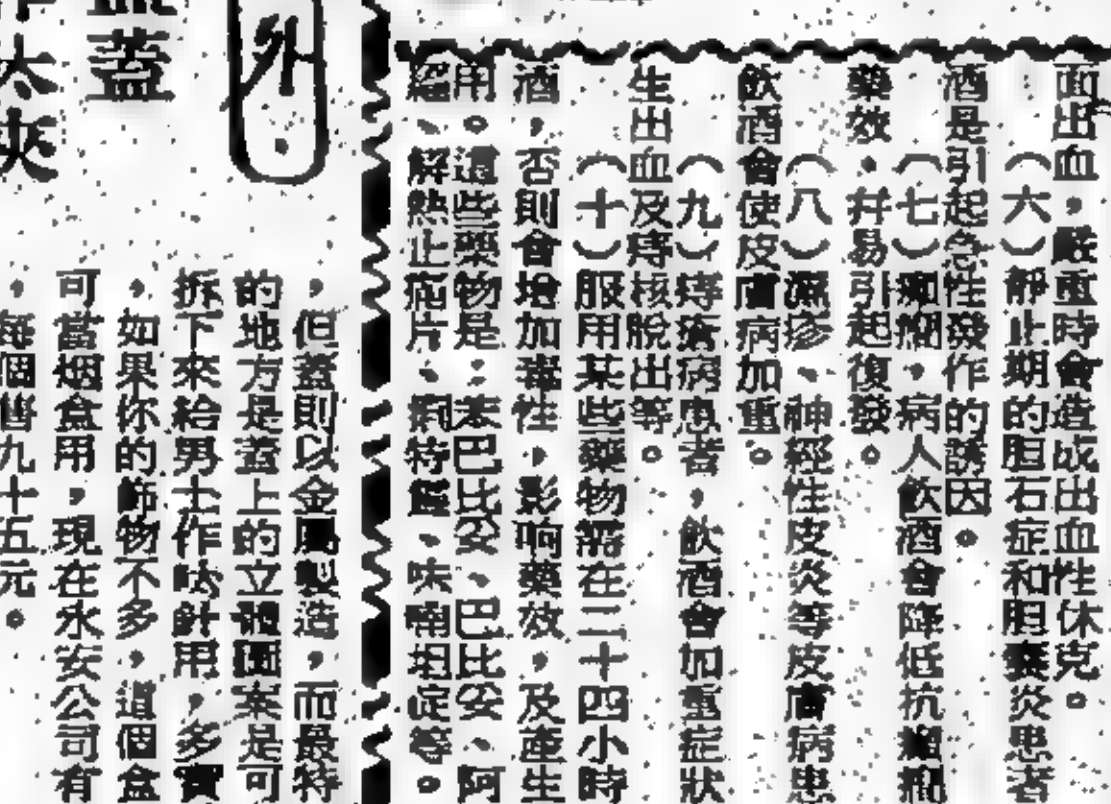 面出血，嚴重時會造成出血性休克。
（六）靜止期的胆石症和胆囊炎患者
酒是引起急性發作的誘因。
（七）癲癇，病人飲酒會降低抗癲癇
藥效，幷易引起復發。
（八）濕疹、神經性皮炎等皮膚病患
飲酒會使皮膚病加重。
（九）痔瘡病患者，飲酒會加重症狀
生出血及痔核脫出等。
（十）服用某些藥物需在二十四小時
酒，否則會增加毒性，影响藥效，及產生
用。這些藥物是：苯巴比妥、巴比妥、阿
、解熱止痛片、痢特靈、呋喃坦啶等。
外
蓋
太夾
，但蓋則以金屬製造，而最特
的地方是蓋上的立體圖案是可
拆下來給男士作呔針用，多寶
，如果你的飾物不多，這個盒
可當烟盒用，現在永安公司有
，每個售九十五元。